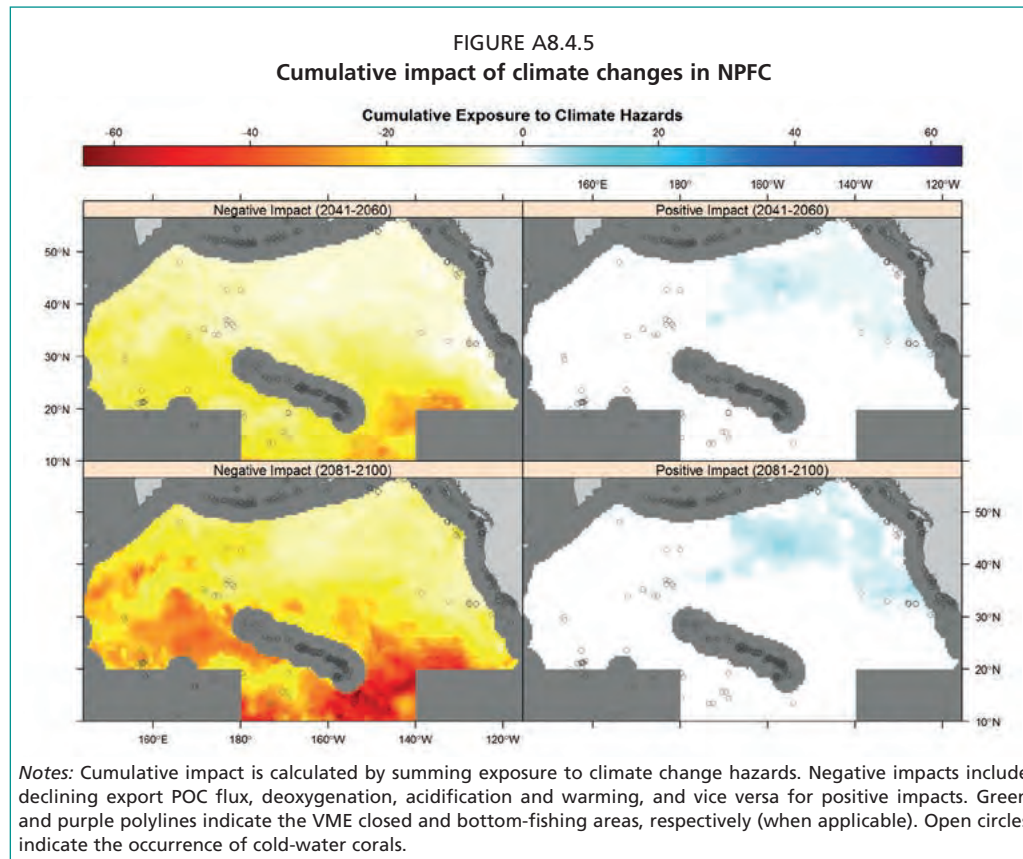 FIGURE A8.4.5
Cumulative impact of climate changes in NPFC
Cumulative Exposure to Climate Hazards
-60 -40 -20 0 20 40 60
160°E 180° 160°W 140°W 120°W
Negative Impact (2041-2060) Positive Impact (2041-2060)
50°N
40°N
30°N
20°N
10°N
Negative Impact (2081-2100) Positive Impact (2081-2100)
50°N
40°N
30°N
20°N
10°N
160°E 180° 160°W 140°W 120°W
Notes: Cumulative impact is calculated by summing exposure to climate change hazards. Negative impacts include
declining export POC flux, deoxygenation, acidification and warming, and vice versa for positive impacts. Green
and purple polylines indicate the VME closed and bottom-fishing areas, respectively (when applicable). Open circles
indicate the occurrence of cold-water corals.